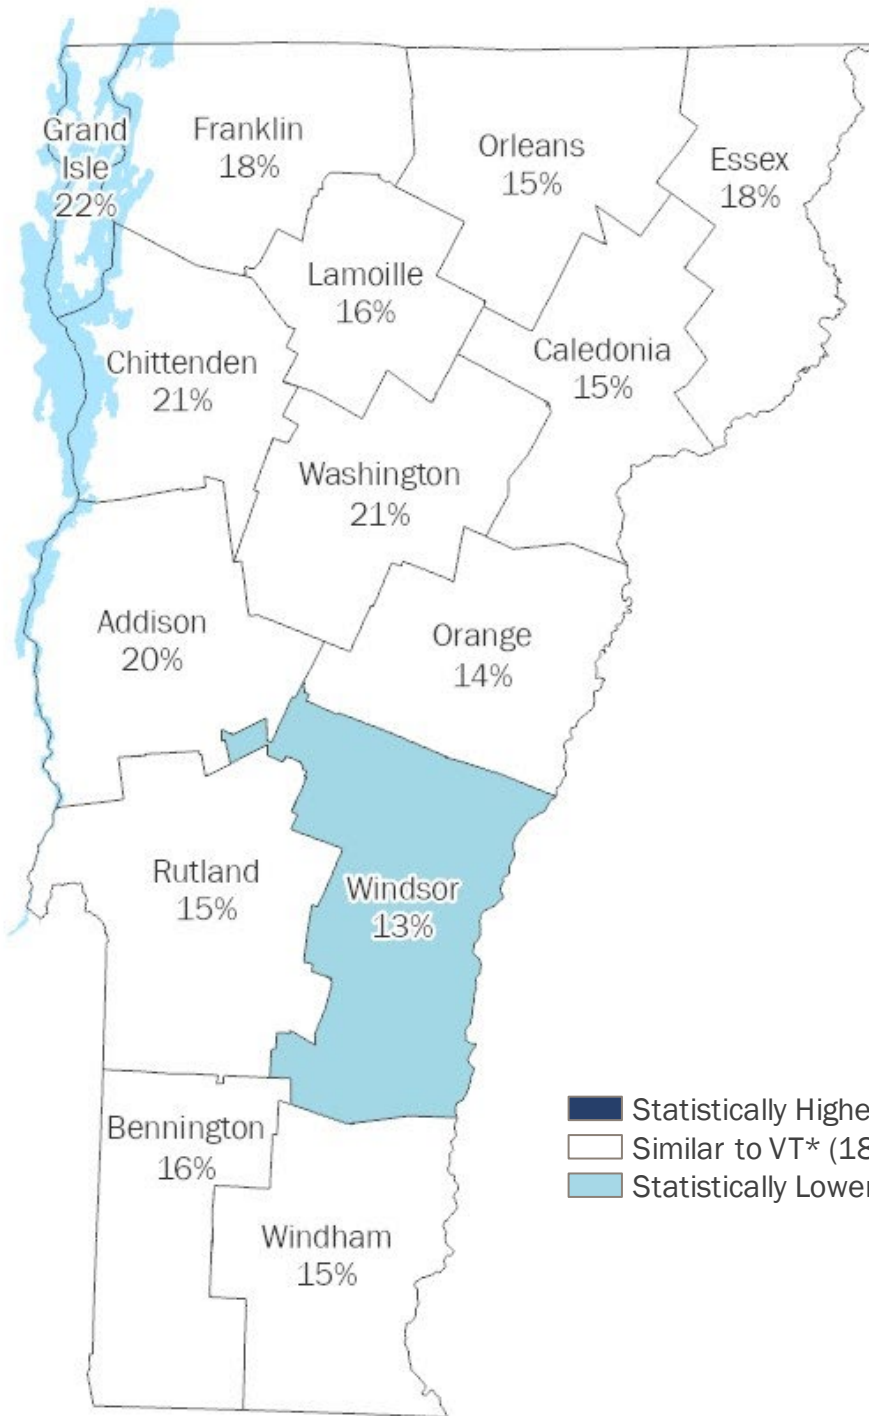 Grand
Isle
22%
Franklin
18%
Orleans
15%
Essex
18%
Lamoille
16%
Chittenden
21%
Caledonia
15%
Washington
21%
Addison
20%
Orange
14%
Rutland
15%
Windsor
13%
Bennington
16%
Windham
15%
Statistically Highe
Similar to VT* (18
Statistically Lower